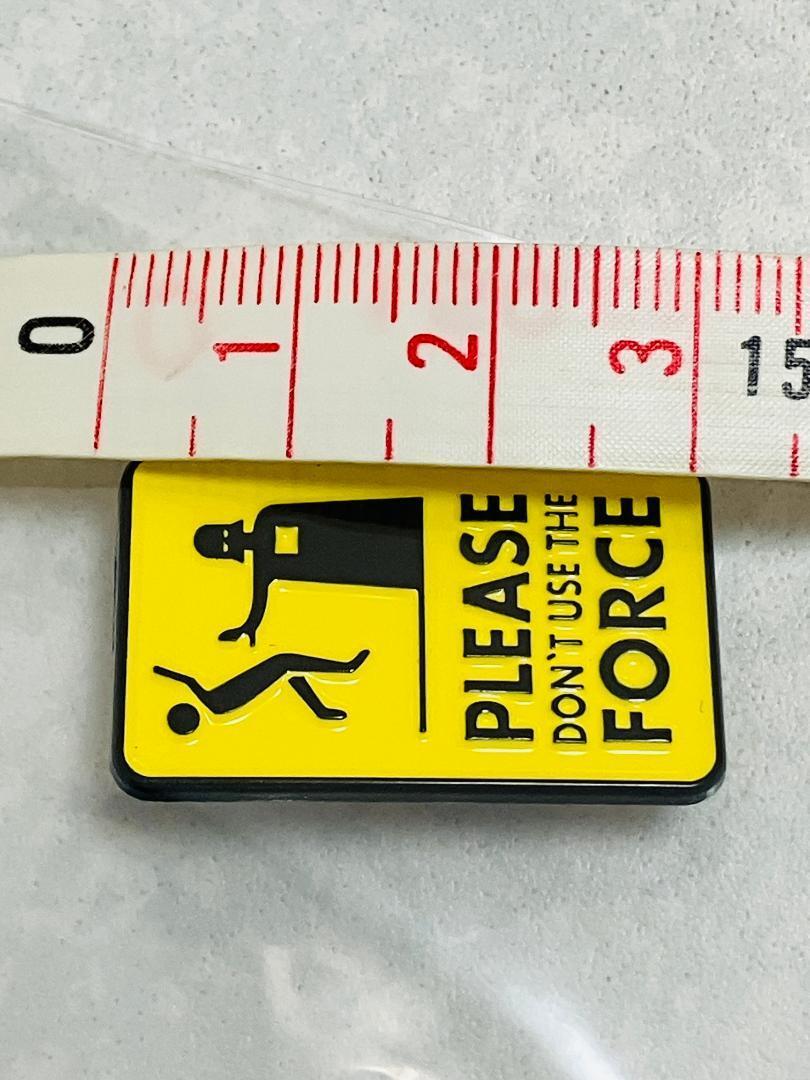 0 1 2 3 15
PLEASE
DON'T USE THE
FORCE